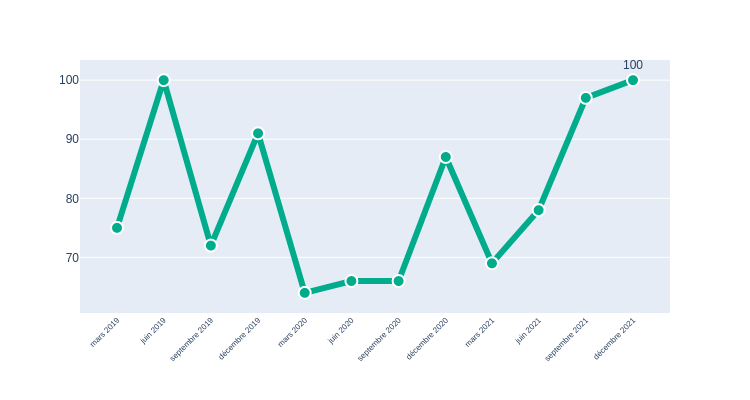 100
100
90
80
70
mars 2019
juin 2019
septembre 2019
décembre 2019
mars 2020
juin 2020
septembre 2020
décembre 2020
mars 2021
juin 2021
septembre 2021
décembre 2021